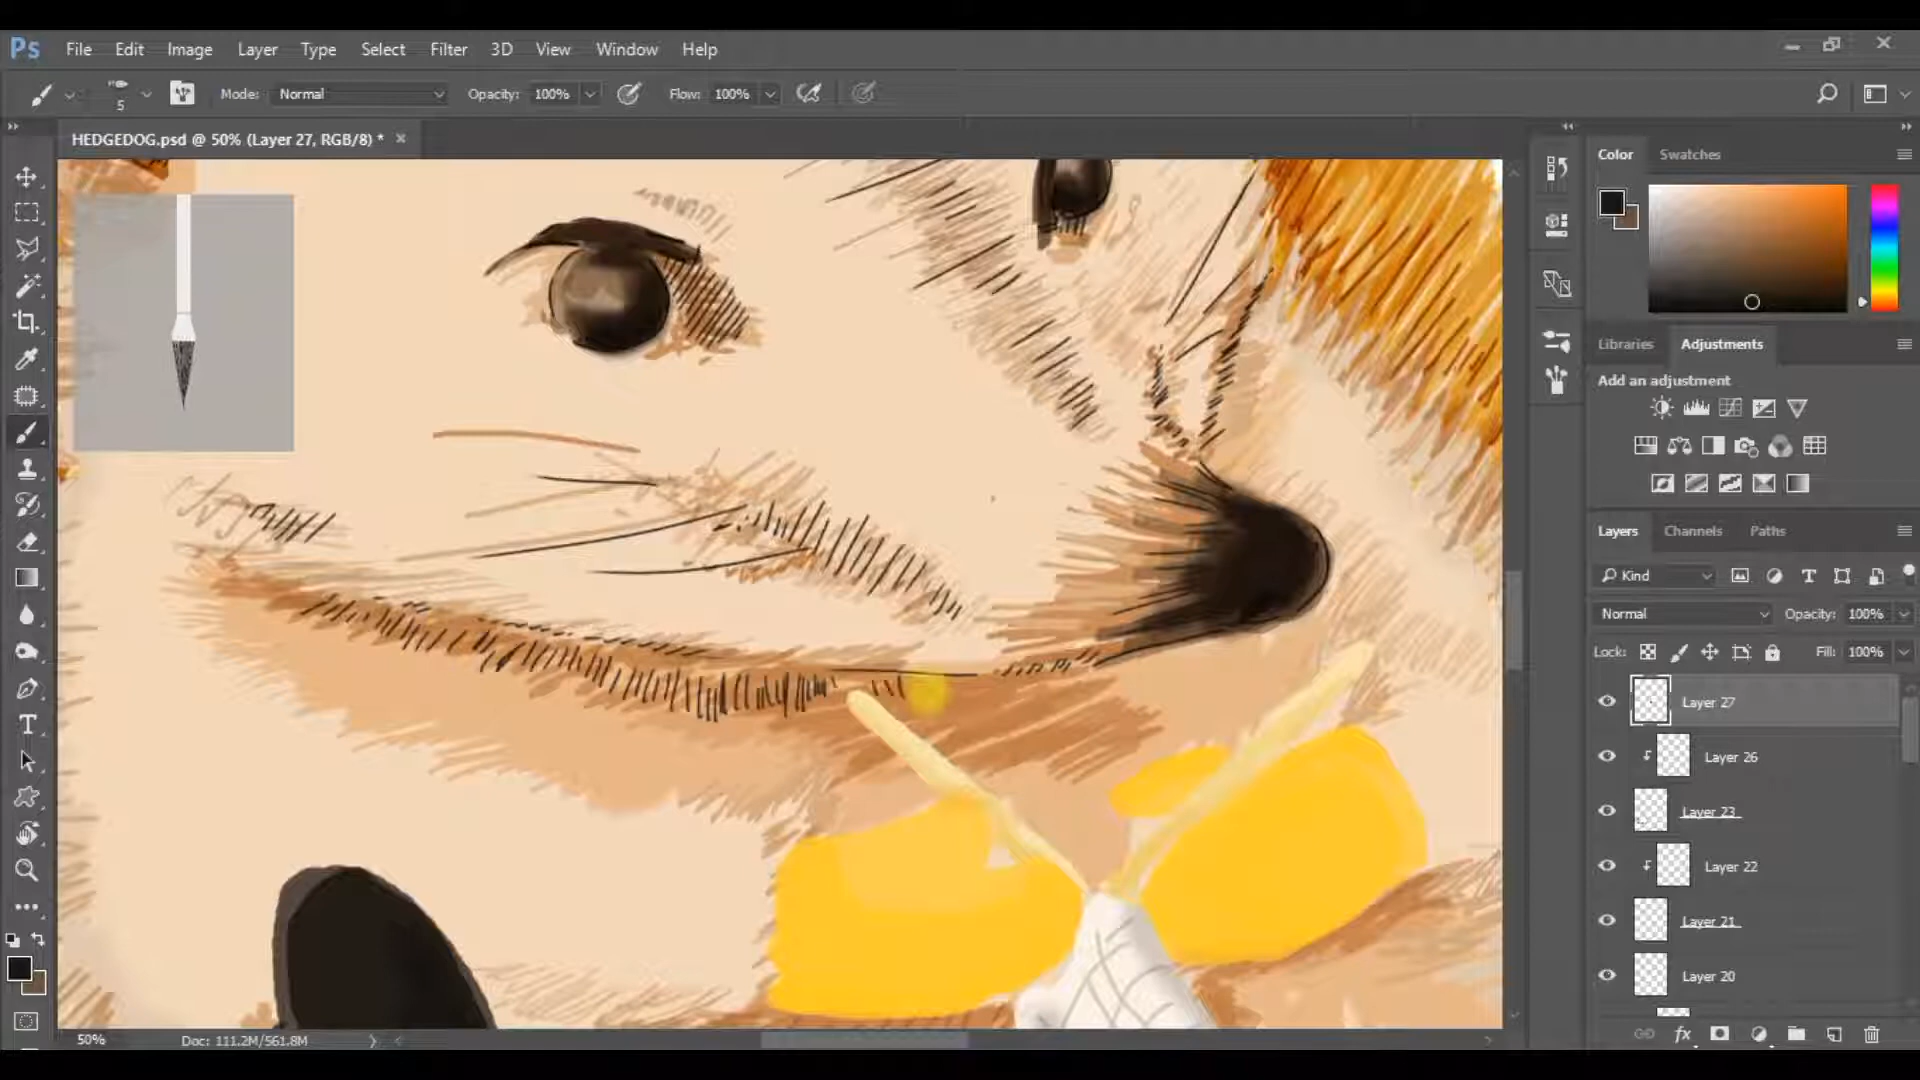 Ps File Edit Image Layer Type Select Filter 3D View Window Help
5 Mode: Normal Opacity: 100% Flow: 100%
HEDGEDOG.psd @ 50% (Layer 27, RGB/8) *
Color Swatches
Libraries Adjustments
Add an adjustment
Layers Channels Paths
Kind
Normal Opacity: 100%
Lock: Fill: 100%
Layer 27
Layer 26
Layer 23
Layer 22
Layer 21
Layer 20
fx
50% Doc: 111.2M/561.8M